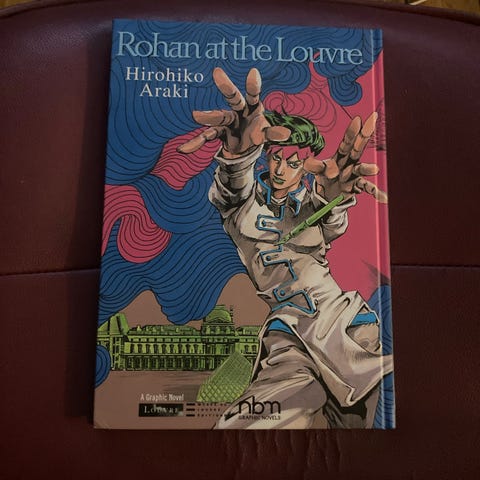 Rohan at the Louvre
Hirohiko
Araki
A Graphic Novel
LOUVRE
nbm
GRAPHIC NOVELS